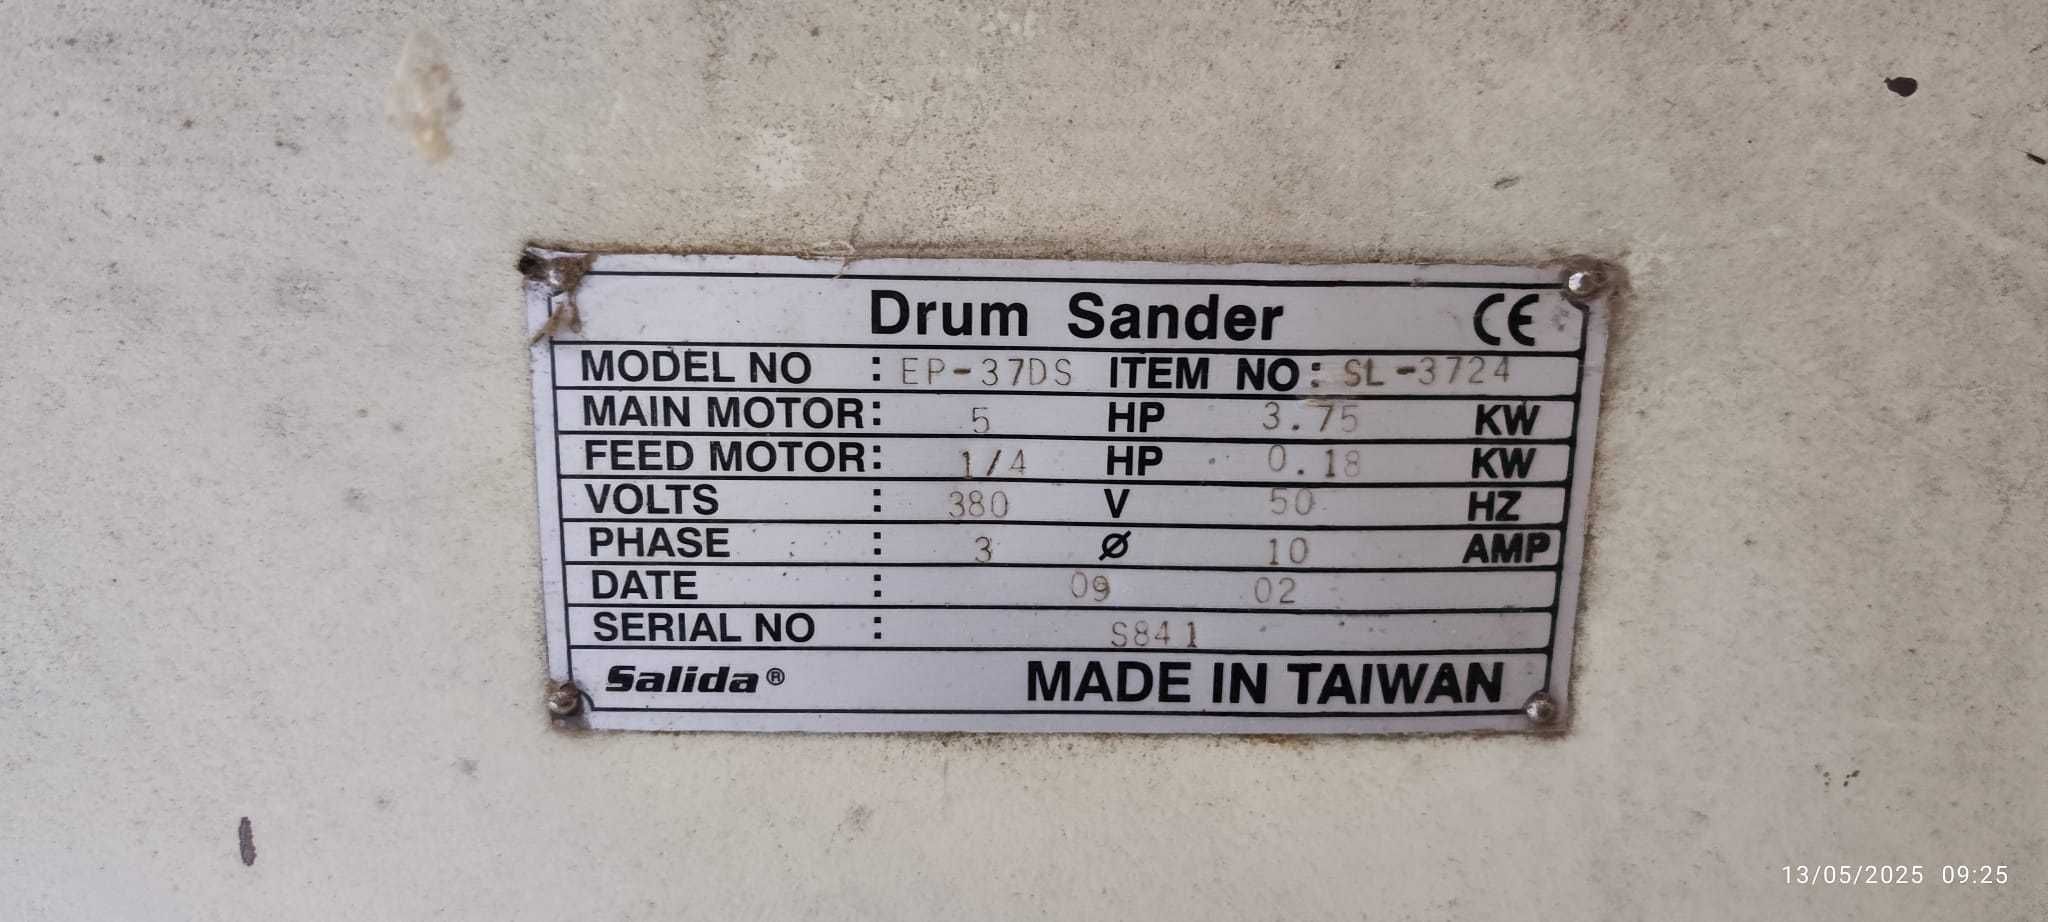 Drum Sander CE
MODEL NO : EP-37DS ITEM NO: SL-3724
MAIN MOTOR: 5 HP 3.75 KW
FEED MOTOR: 1/4 HP 0.18 KW
VOLTS : 380 V 50 HZ
PHASE : 3 Ø 10 AMP
DATE : 09 02
SERIAL NO : S841
Salida® MADE IN TAIWAN
13/05/2025 09:25